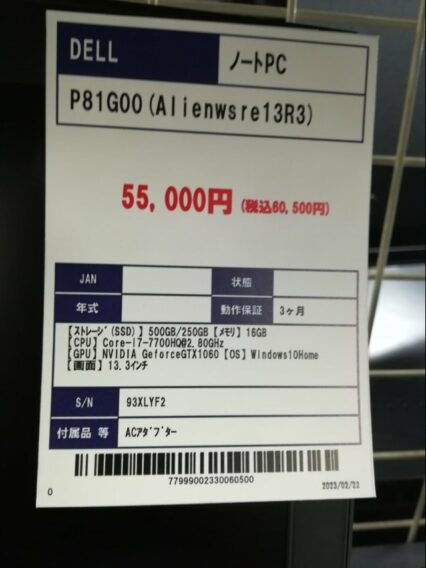 DELL ノートPC
P81G00(Alienwsre13R3)
55,000円 (税込60,500円)
JAN 状態
年式 動作保証 3ヶ月
【ストレージ(SSD)】500GB/250GB【メモリ】16GB
【CPU】Core-i7-7700HQ@2.80GHz
【GPU】NVIDIA GeforceGTX1060【OS】Windows10Home
【画面】13.3インチ
S/N 93XLYF2
付属品 等 ACアダプター
77999002330060500
0 2023/02/22